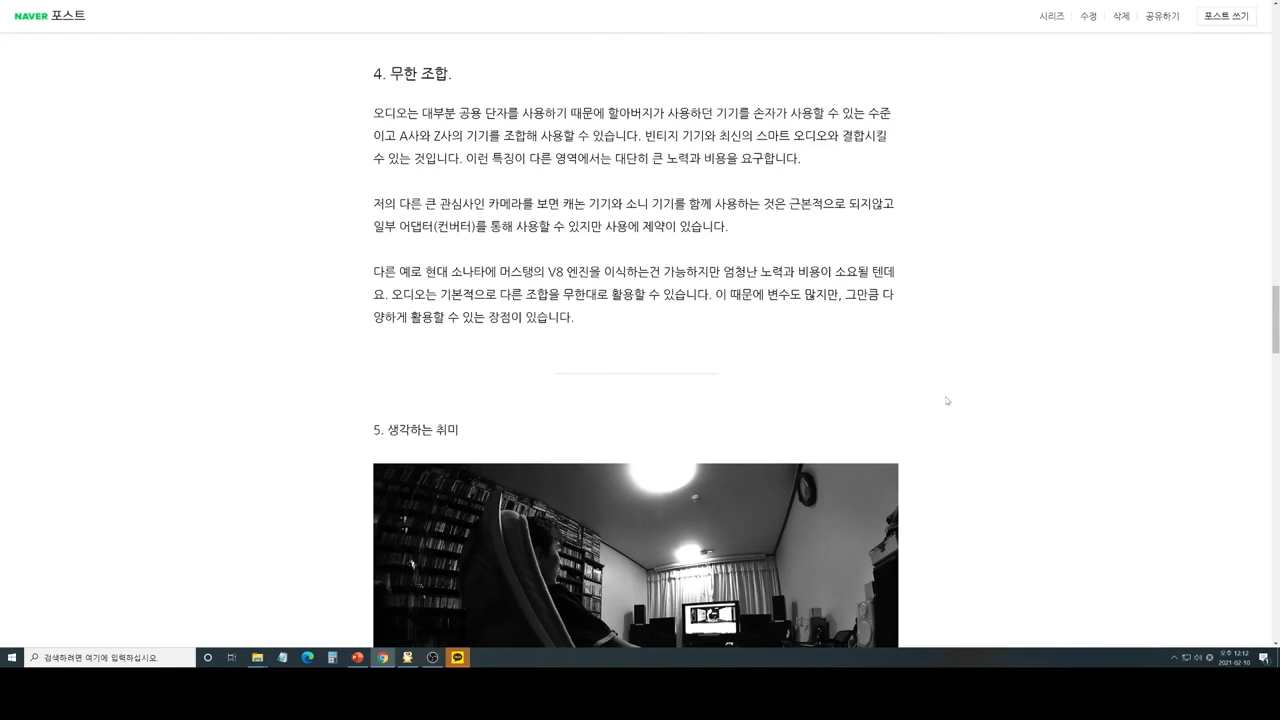 NAVER 포스트
시리즈 수정 삭제 공유하기 포스트 쓰기
4. 무한 조합.
오디오는 대부분 공용 단자를 사용하기 때문에 할아버지가 사용하던 기기를 손자가 사용할 수 있는 수준
이고 A사와 Z사의 기기를 조합해 사용할 수 있습니다. 빈티지 기기와 최신의 스마트 오디오와 결합시킬
수 있는 것입니다. 이런 특징이 다른 영역에서는 대단히 큰 노력과 비용을 요구합니다.
저의 다른 큰 관심사인 카메라를 보면 캐논 기기와 소니 기기를 함께 사용하는 것은 근본적으로 되지않고
일부 어댑터(컨버터)를 통해 사용할 수 있지만 사용에 제약이 있습니다.
다른 예로 현대 소나타에 머스탱의 V8 엔진을 이식하는건 가능하지만 엄청난 노력과 비용이 소요될 텐데
요. 오디오는 기본적으로 다른 조합을 무한대로 활용할 수 있습니다. 이 때문에 변수도 많지만, 그만큼 다
양하게 활용할 수 있는 장점이 있습니다.
5. 생각하는 취미
검색하려면 여기에 입력하십시오.
오후 12:12
2021-02-10